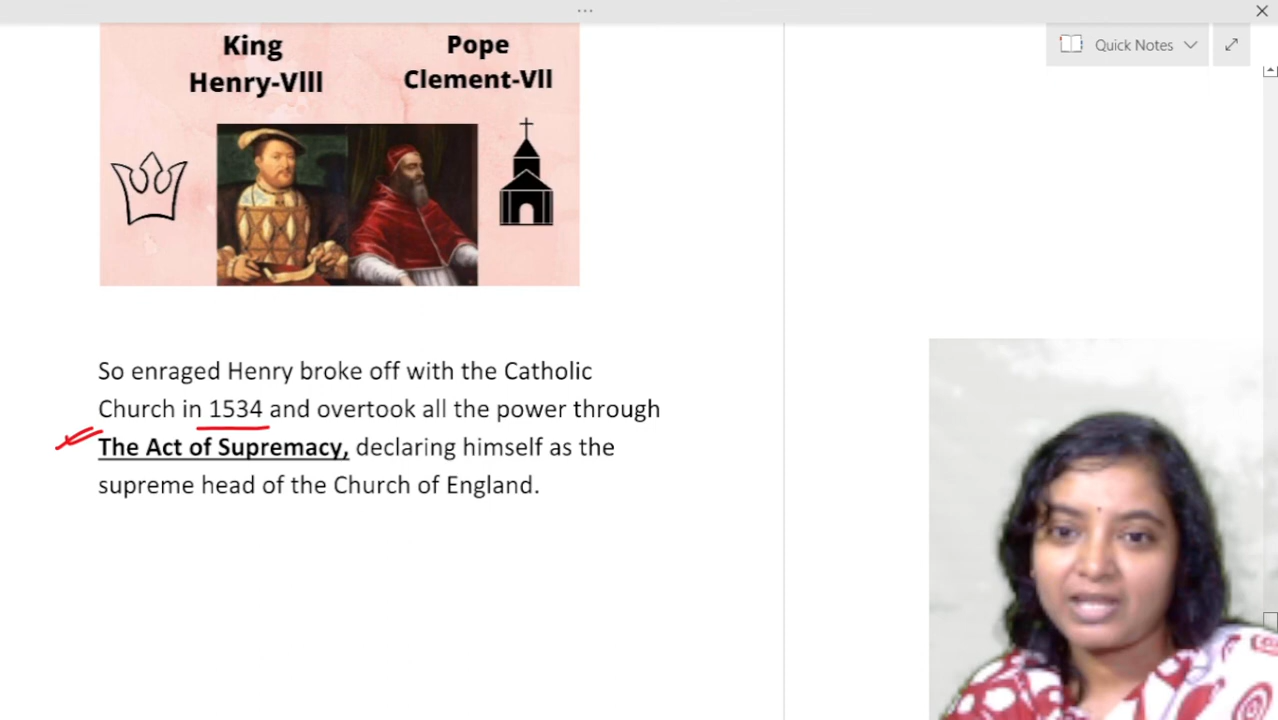 King
Henry-Vlll
Pope
Clement-Vll
Quick Notes
So enraged Henry broke off with the Catholic
Church in 1534 and overtook all the power through
The Act of Supremacy, declaring himself as the
supreme head of the Church of England.